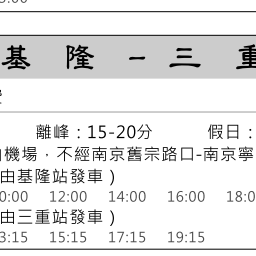 基 隆 - 三 重
離峰：15-20分 假日：
機場，不經南京舊宗路口-南京寧
由基隆站發車）
0:00 12:00 14:00 16:00 18:0
由三重站發車）
3:15 15:15 17:15 19:15